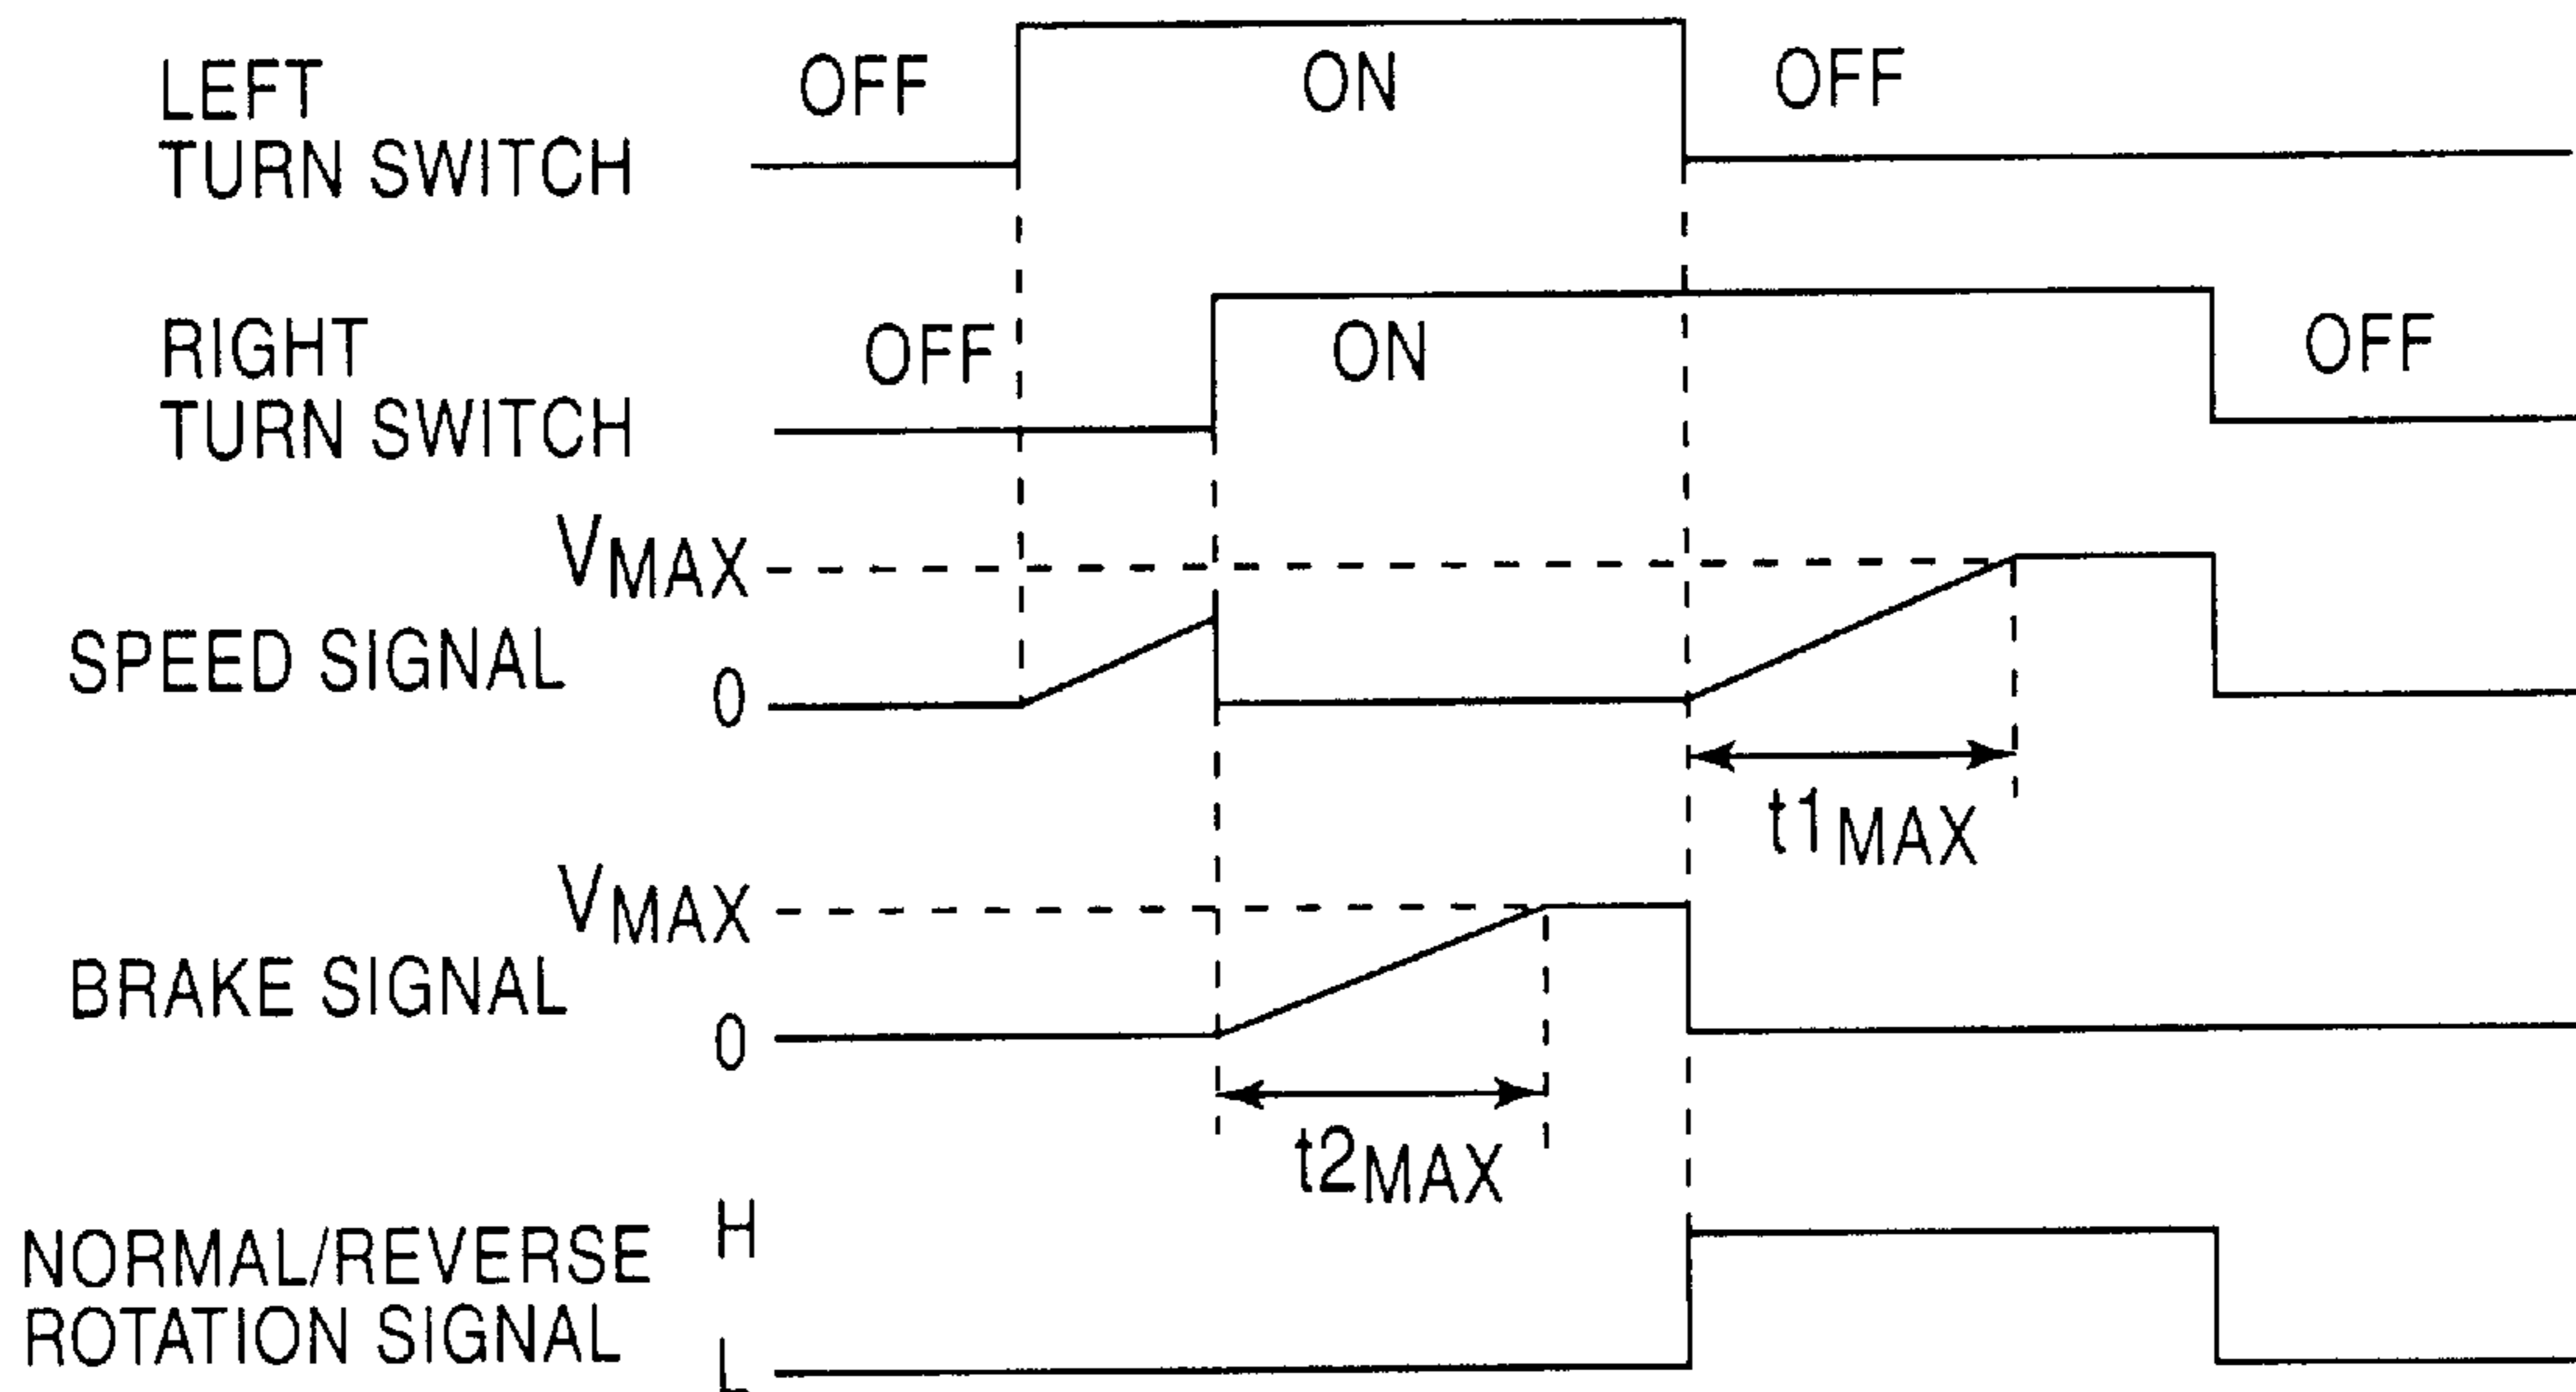 LEFT
TURN SWITCH
OFF
ON
OFF
RIGHT
TURN SWITCH
OFF
ON
OFF
VMAX
SPEED SIGNAL
0
t1MAX
VMAX
BRAKE SIGNAL
0
t2MAX
NORMAL/REVERSE
ROTATION SIGNAL
H
L